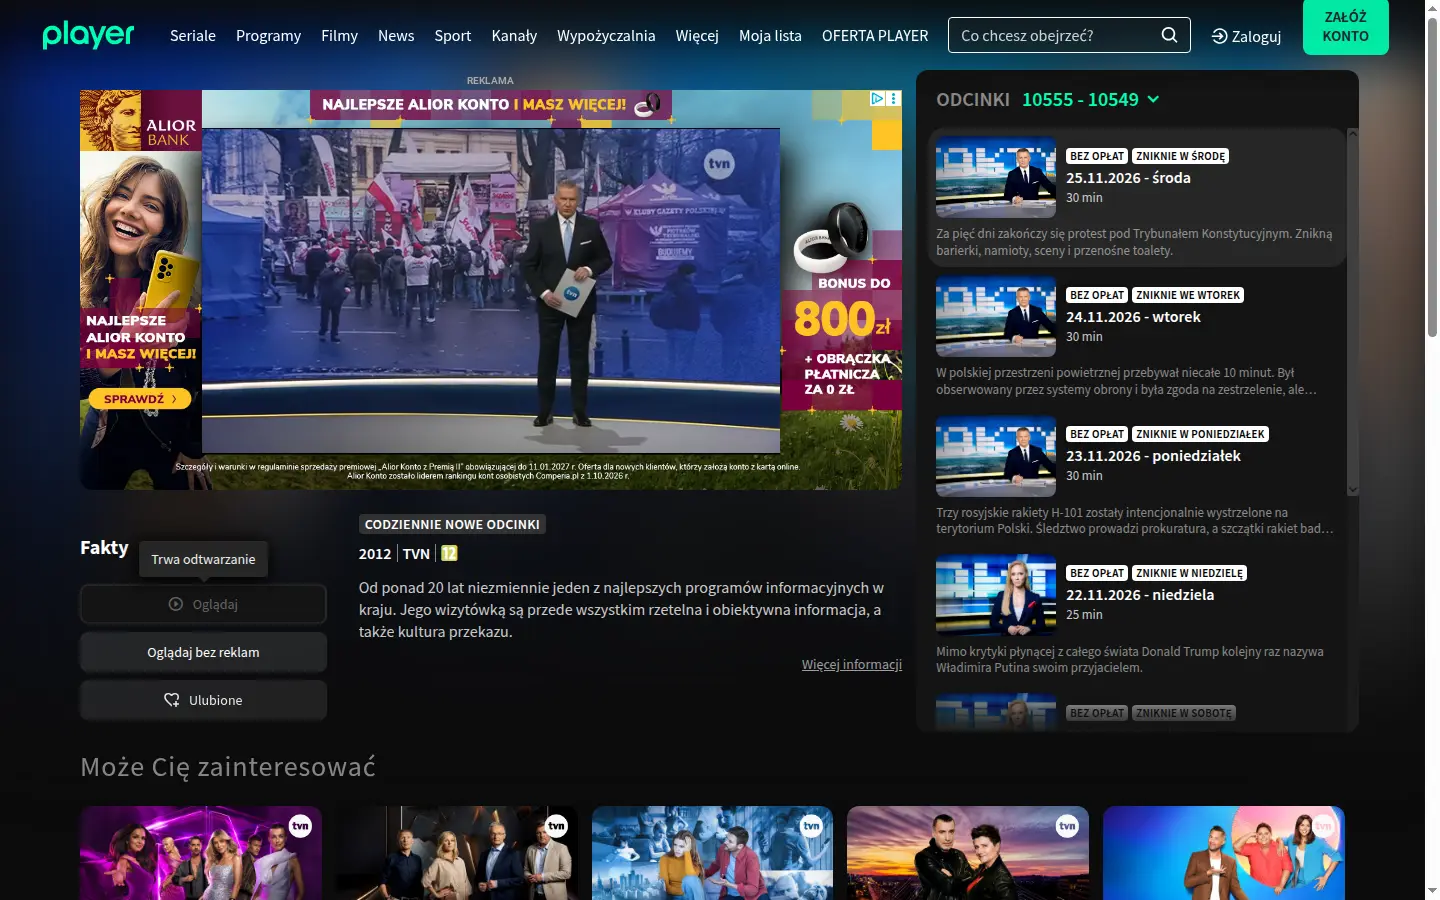 player
Seriale
Programy
Filmy
News
Sport
Kanały
Wypożyczalnia
Więcej
Moja lista
OFERTA PLAYER
Co chcesz obejrzeć?
Zaloguj
ZAŁÓŻ
KONTO
REKLAMA
ALIOR
BANK
NAJLEPSZE ALIOR KONTO I MASZ WIĘCEJ!
NAJLEPSZE
ALIOR KONTO
I MASZ WIĘCEJ!
SPRAWDŹ
tvn
KLUBY GAZETY POLSKIEJ
tvn
ALIOR BANK
BONUS DO
800zł
+ OBRĄCZKA
PŁATNICZA
ZA 0 ZŁ
Szczegóły i warunki w regulaminie sprzedaży premiowej „Alior Konto z Premią II” obowiązującej do 11.01.2027 r. Oferta dla nowych klientów, którzy założą konto z kartą online.
Alior Konto zostało liderem rankingu kont osobistych Comperia.pl z 1.10.2026 r.
Fakty
Trwa odtwarzanie
Oglądaj
Oglądaj bez reklam
Ulubione
CODZIENNIE NOWE ODCINKI
2012 | TVN | 12
Od ponad 20 lat niezmiennie jeden z najlepszych programów informacyjnych w
kraju. Jego wizytówką są przede wszystkim rzetelna i obiektywna informacja, a
także kultura przekazu.
Więcej informacji
ODCINKI 10555 - 10549
BEZ OPŁAT ZNIKNIE W ŚRODĘ
25.11.2026 - środa
30 min
Za pięć dni zakończy się protest pod Trybunałem Konstytucyjnym. Znikną
barierki, namioty, sceny i przenośne toalety.
BEZ OPŁAT ZNIKNIE WE WTOREK
24.11.2026 - wtorek
30 min
W polskiej przestrzeni powietrznej przebywał niecałe 10 minut. Był
obserwowany przez systemy obrony i była zgoda na zestrzelenie, ale…
BEZ OPŁAT ZNIKNIE W PONIEDZIAŁEK
23.11.2026 - poniedziałek
30 min
Trzy rosyjskie rakiety H-101 zostały intencjonalnie wystrzelone na
terytorium Polski. Śledztwo prowadzi prokuratura, a szczątki rakiet bad…
BEZ OPŁAT ZNIKNIE W NIEDZIELĘ
22.11.2026 - niedziela
25 min
Mimo krytyki płynącej z całego świata Donald Trump kolejny raz nazywa
Władimira Putina swoim przyjacielem.
BEZ OPŁAT ZNIKNIE W SOBOTĘ
Może Cię zainteresować
tvn
tvn
tvn
tvn
tvn